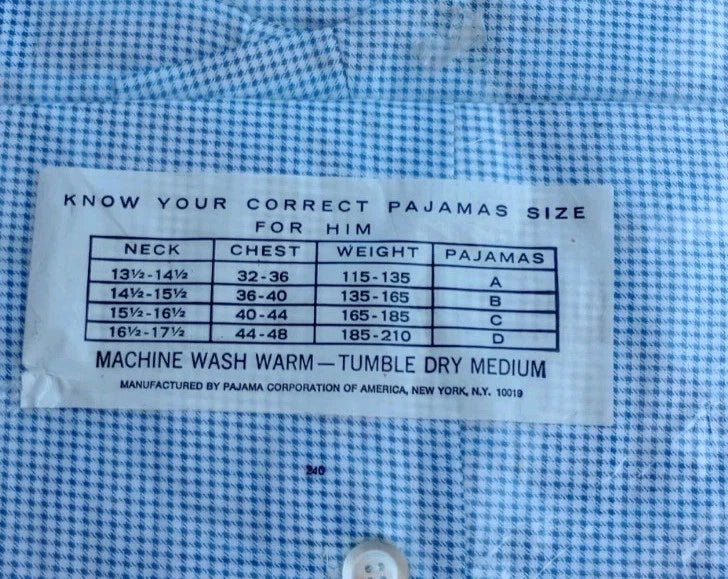 KNOW YOUR CORRECT PAJAMAS SIZE
FOR HIM
NECK CHEST WEIGHT PAJAMAS
13½-14½ 32-36 115-135 A
14½-15½ 36-40 135-165 B
15½-16½ 40-44 165-185 C
16½-17½ 44-48 185-210 D
MACHINE WASH WARM—TUMBLE DRY MEDIUM
MANUFACTURED BY PAJAMA CORPORATION OF AMERICA, NEW YORK, N.Y. 10019
240